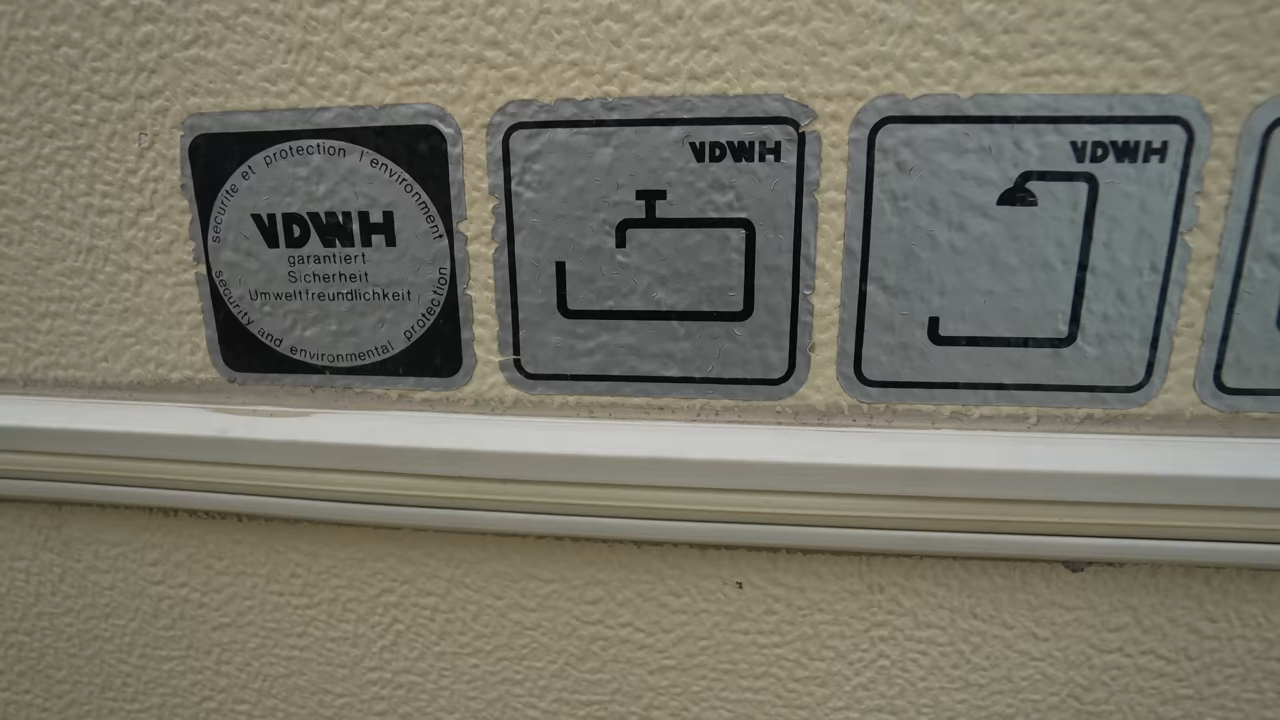 securite et protection l'environment
VDWH
garantiert
Sicherheit
Umweltfreundlichkeit
security and environmental protection
VDWH
VDWH